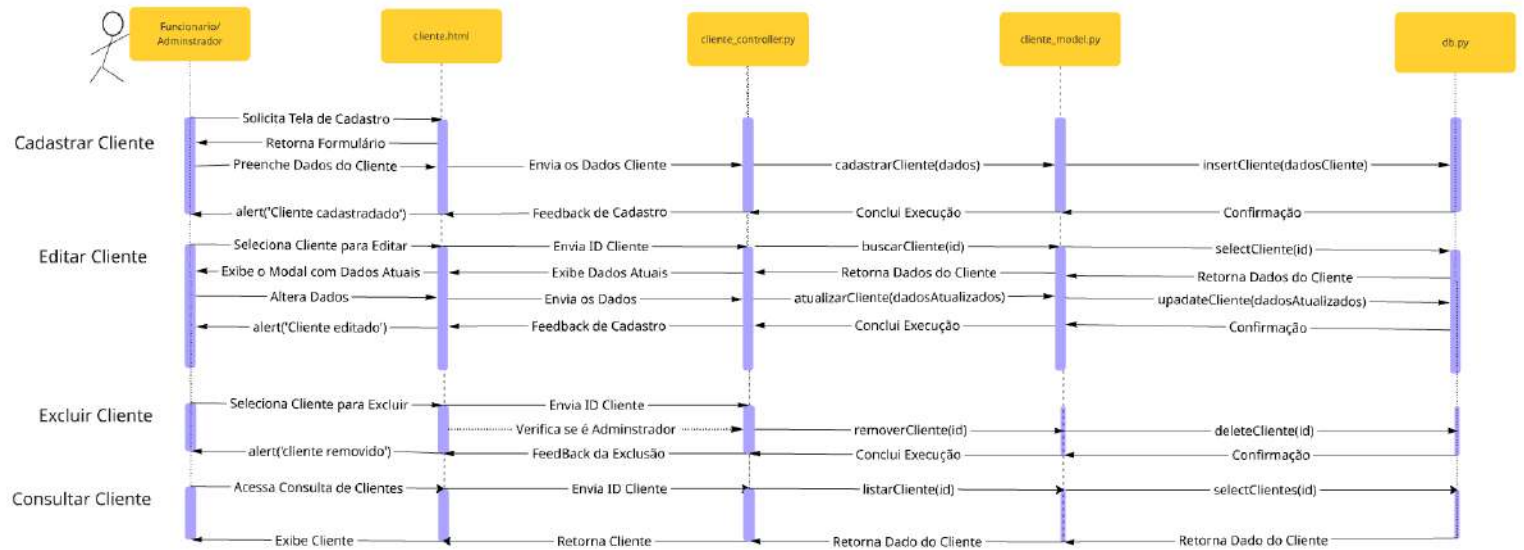 Funcionario/
Adminstrador
cliente.html
cliente_controller.py
cliente_model.py
db.py
Cadastrar Cliente
Solicita Tela de Cadastro
Retorna Formulário
Preenche Dados do Cliente
Envia os Dados Cliente
cadastrarCliente(dados)
insertCliente(dadosCliente)
alert('Cliente cadastradado')
Feedback de Cadastro
Conclui Execução
Confirmação
Editar Cliente
Seleciona Cliente para Editar
Envia ID Cliente
buscarCliente(id)
selectCliente(id)
Exibe o Modal com Dados Atuais
Exibe Dados Atuais
Retorna Dados do Cliente
Retorna Dados do Cliente
Altera Dados
Envia os Dados
atualizarCliente(dadosAtualizados)
upadateCliente(dadosAtualizados)
alert('Cliente editado')
Feedback de Cadastro
Conclui Execução
Confirmação
Excluir Cliente
Seleciona Cliente para Excluir
Envia ID Cliente
Verifica se é Adminstrador
removerCliente(id)
deleteCliente(id)
alert('cliente removido')
FeedBack da Exclusão
Conclui Execução
Confirmação
Consultar Cliente
Acessa Consulta de Clientes
Envia ID Cliente
listarCliente(id)
selectClientes(id)
Exibe Cliente
Retorna Cliente
Retorna Dado do Cliente
Retorna Dado do Cliente